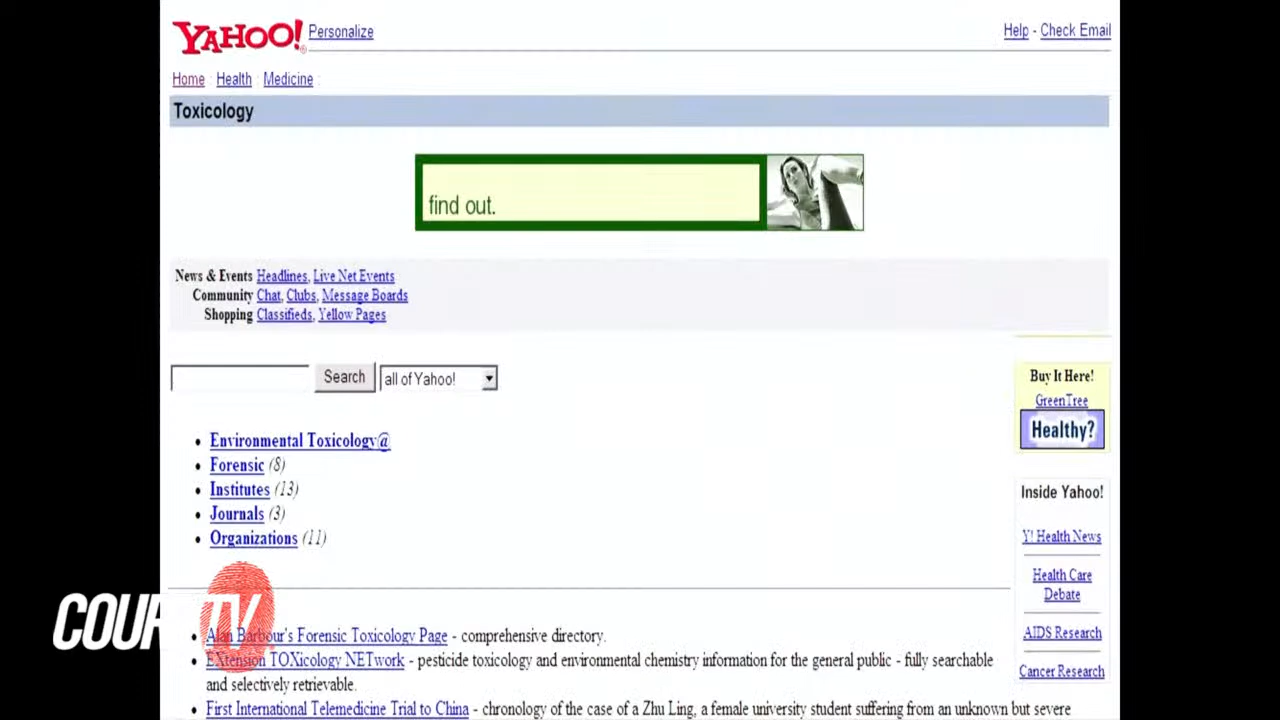 YAHOO! Personalize
Help - Check Email
Home : Health : Medicine :
Toxicology
find out.
News & Events Headlines, Live Net Events
Community Chat, Clubs, Message Boards
Shopping Classifieds, Yellow Pages
Search all of Yahoo!
Buy It Here!
GreenTree
Healthy?
• Environmental Toxicology@
• Forensic (8)
• Institutes (13)
• Journals (3)
• Organizations (11)
Inside Yahoo!
Y! Health News
Health Care
Debate
AIDS Research
Cancer Research
COURT TV
• Alan Barbour's Forensic Toxicology Page - comprehensive directory.
• EXtension TOXicology NETwork - pesticide toxicology and environmental chemistry information for the general public - fully searchable
and selectively retrievable.
• First International Telemedicine Trial to China - chronology of the case of a Zhu Ling, a female university student suffering from an unknown but severe